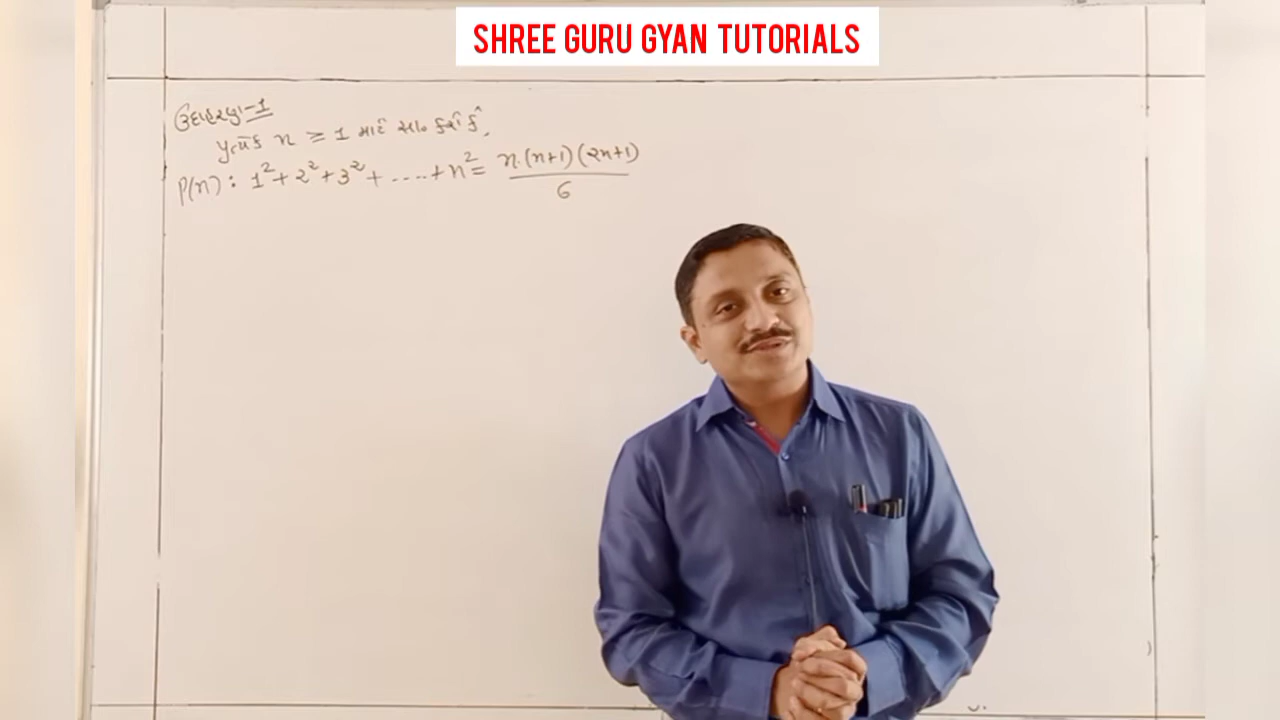 SHREE GURU GYAN TUTORIALS
ઉદાહરણ-1
પ્રત્યેક n ≥ 1 માટે સાબ કરો કે,
P(n) : 1² + 2² + 3² + .... + n² = n.(n+1)(2n+1)
6